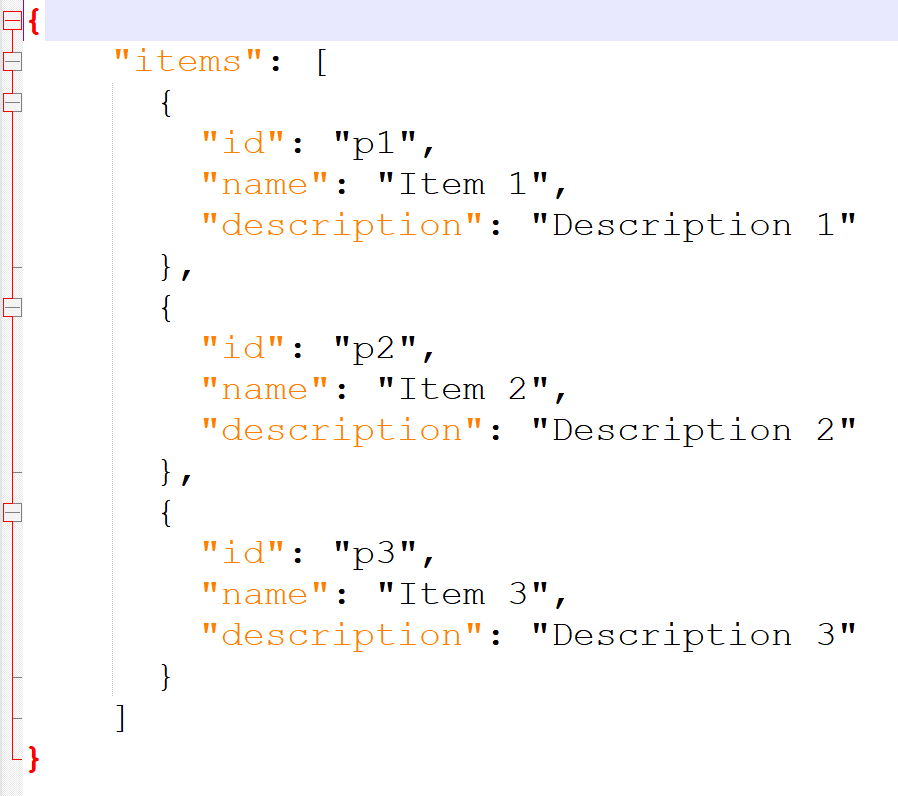 {
    "items": [
      {
        "id": "p1",
        "name": "Item 1",
        "description": "Description 1"
      },
      {
        "id": "p2",
        "name": "Item 2",
        "description": "Description 2"
      },
      {
        "id": "p3",
        "name": "Item 3",
        "description": "Description 3"
      }
    ]
}